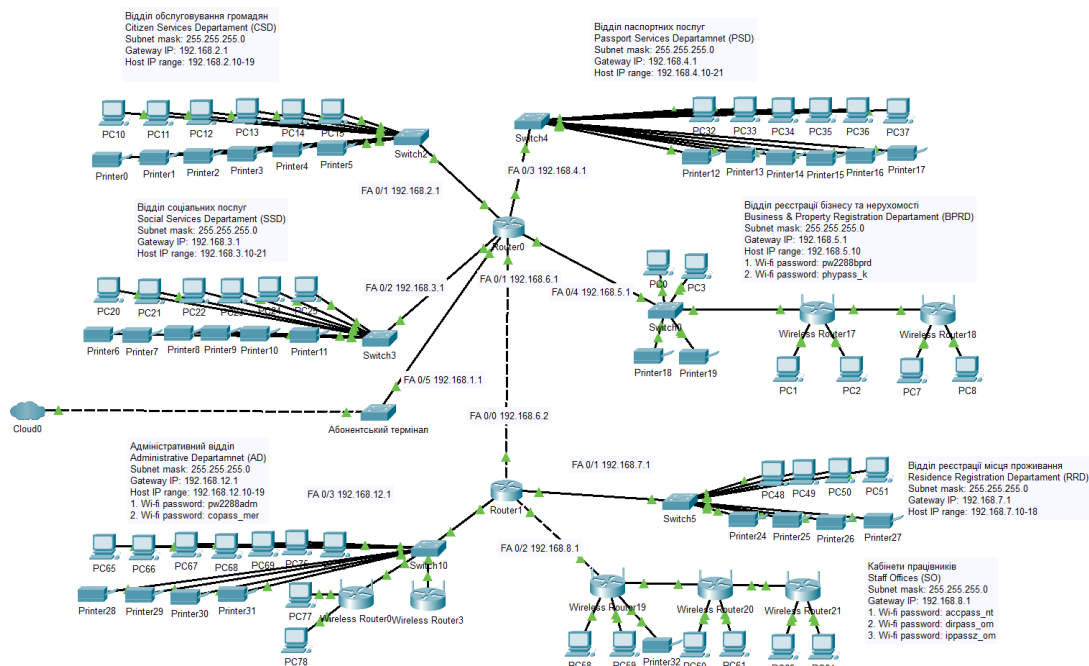 Відділ обслуговування громадян
Citizen Services Departament (CSD)
Subnet mask: 255.255.255.0
Gateway IP: 192.168.2.1
Host IP range: 192.168.2.10-19
Відділ паспортних послуг
Passport Services Departamnet (PSD)
Subnet mask: 255.255.255.0
Gateway IP: 192.168.4.1
Host IP range: 192.168.4.10-21
PC10
PC11
PC12
PC13
PC14
PC15
Switch2
Printer0
Printer1
Printer2
Printer3
Printer4
Printer5
Switch4
PC32
PC33
PC34
PC35
PC36
PC37
Printer12
Printer13
Printer14
Printer15
Printer16
Printer17
FA 0/1 192.168.2.1
FA 0/3 192.168.4.1
Router0
Відділ соціальних послуг
Social Services Departament (SSD)
Subnet mask: 255.255.255.0
Gateway IP: 192.168.3.1
Host IP range: 192.168.3.10-21
Відділ реєстрації бізнесу та нерухомості
Business & Property Registration Departament (BPRD)
Subnet mask: 255.255.255.0
Gateway IP: 192.168.5.1
Host IP range: 192.168.5.10
1. Wi-fi password: pw2288bprd
2. Wi-fi password: phypass_k
FA 0/1 192.168.6.1
FA 0/2 192.168.3.1
FA 0/4 192.168.5.1
PC20
PC21
PC22
Printer6
Printer7
Printer8
Printer9
Printer10
Printer11
Switch3
PC0
PC3
Switch0
Printer18
Printer19
Wireless Router17
Wireless Router18
PC1
PC2
PC7
PC8
FA 0/5 192.168.1.1
Cloud0
Абонентський термінал
FA 0/0 192.168.6.2
Адміністративний відділ
Administrative Departamnet (AD)
Subnet mask: 255.255.255.0
Gateway IP: 192.168.12.1
Host IP range: 192.168.12.10-19
1. Wi-fi password: pw2288adm
2. Wi-fi password: copass_mer
FA 0/3 192.168.12.1
FA 0/1 192.168.7.1
Router1
PC48
PC49
PC50
PC51
Switch5
Printer24
Printer25
Printer26
Printer27
Відділ реєстрації місця проживання
Residence Registration Departament (RRD)
Subnet mask: 255.255.255.0
Gateway IP: 192.168.7.1
Host IP range: 192.168.7.10-18
PC65
PC66
PC67
PC68
PC69
Switch10
Printer28
Printer29
Printer30
Printer31
PC77
PC78
Wireless Router0
Wireless Router3
FA 0/2 192.168.8.1
Wireless Router19
Wireless Router20
Wireless Router21
PC58
PC59
Printer32
PC60
PC61
Кабінети працівників
Staff Offices (SO)
Subnet mask: 255.255.255.0
Gateway IP: 192.168.8.1
1. Wi-fi password: accpass_nt
2. Wi-fi password: dirpass_om
3. Wi-fi password: ippassz_om